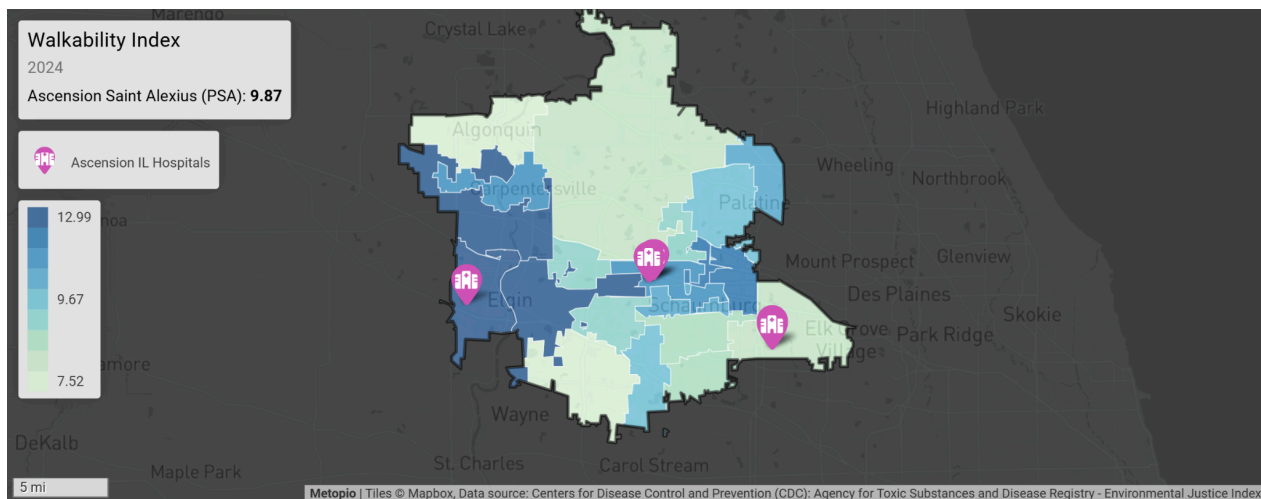 Marengo
Crystal Lake
Walkability Index
2024
Ascension Saint Alexius (PSA): 9.87
Highland Park
Algonquin
Ascension IL Hospitals
Wheeling
Northbrook
Carpentersville
Palatine
12.99
noa
Mount Prospect
Glenview
9.67
Elgin
Schaumburg
Des Plaines
Skokie
Elk Grove
Village
Park Ridge
amore
7.52
Wayne
DeKalb
St. Charles
Carol Stream
Maple Park
5 mi
Metopio | Tiles © Mapbox, Data source: Centers for Disease Control and Prevention (CDC): Agency for Toxic Substances and Disease Registry - Environmental Justice Index